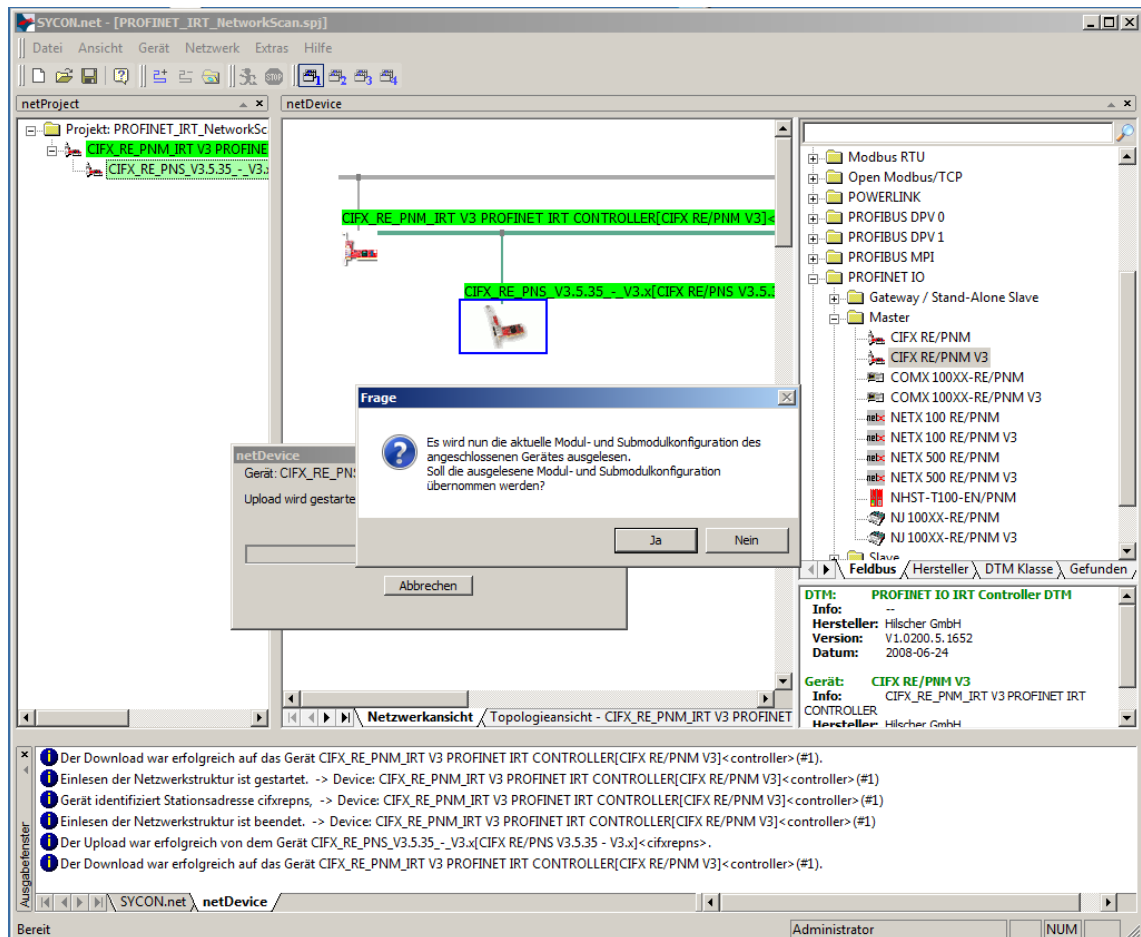 SYCON.net - [PROFINET_IRT_NetworkScan.spj]
Datei Ansicht Gerät Netzwerk Extras Hilfe
netProject
netDevice
Projekt: PROFINET_IRT_NetworkSc
CIFX_RE_PNM_IRT V3 PROFINE
CIFX_RE_PNS_V3.5.35_-_V3.x
CIFX_RE_PNM_IRT V3 PROFINET IRT CONTROLLER[CIFX RE/PNM V3]<
CIFX_RE_PNS_V3.5.35_-_V3.x[CIFX RE/PNS V3.5.3
Modbus RTU
Open Modbus/TCP
POWERLINK
PROFIBUS DPV0
PROFIBUS DPV1
PROFIBUS MPI
PROFINET IO
Gateway / Stand-Alone Slave
Master
CIFX RE/PNM
CIFX RE/PNM V3
COMX 100XX-RE/PNM
COMX 100XX-RE/PNM V3
NETX 100 RE/PNM
NETX 100 RE/PNM V3
NETX 500 RE/PNM
NETX 500 RE/PNM V3
NHST-T100-EN/PNM
NJ 100XX-RE/PNM
NJ 100XX-RE/PNM V3
Slave
Feldbus Hersteller DTM Klasse Gefunden
netDevice
Gerät: CIFX_RE_PNS
Upload wird gestarte
Abbrechen
Frage
Es wird nun die aktuelle Modul- und Submodulkonfiguration des
angeschlossenen Gerätes ausgelesen.
Soll die ausgelesene Modul- und Submodulkonfiguration
übernommen werden?
Ja Nein
DTM: PROFINET IO IRT Controller DTM
Info: --
Hersteller: Hilscher GmbH
Version: V1.0200.5.1652
Datum: 2008-06-24
Gerät: CIFX RE/PNM V3
Info: CIFX_RE_PNM_IRT V3 PROFINET IRT
CONTROLLER
Hersteller: Hilscher GmbH
Netzwerkansicht Topologieansicht - CIFX_RE_PNM_IRT V3 PROFINET
Der Download war erfolgreich auf das Gerät CIFX_RE_PNM_IRT V3 PROFINET IRT CONTROLLER[CIFX RE/PNM V3]<controller>(#1).
Einlesen der Netzwerkstruktur ist gestartet. -> Device: CIFX_RE_PNM_IRT V3 PROFINET IRT CONTROLLER[CIFX RE/PNM V3]<controller>(#1)
Gerät identifiziert Stationsadresse cifxrepns, -> Device: CIFX_RE_PNM_IRT V3 PROFINET IRT CONTROLLER[CIFX RE/PNM V3]<controller>(#1)
Einlesen der Netzwerkstruktur ist beendet. -> Device: CIFX_RE_PNM_IRT V3 PROFINET IRT CONTROLLER[CIFX RE/PNM V3]<controller>(#1)
Der Upload war erfolgreich von dem Gerät CIFX_RE_PNS_V3.5.35_-_V3.x[CIFX RE/PNS V3.5.35 - V3.x]<cifxrepns>.
Der Download war erfolgreich auf das Gerät CIFX_RE_PNM_IRT V3 PROFINET IRT CONTROLLER[CIFX RE/PNM V3]<controller>(#1).
Ausgabefenster
SYCON.net netDevice
Bereit
Administrator
NUM